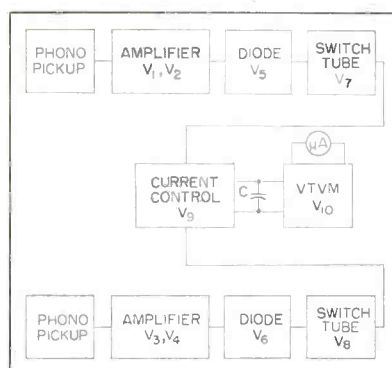 PHONO
PICKUP
AMPLIFIER
V₁, V₂
DIODE
V₅
SWITCH
TUBE
V₇
CURRENT
CONTROL
V₉
C
μA
VTVM
V₁₀
PHONO
PICKUP
AMPLIFIER
V₃, V₄
DIODE
V₆
SWITCH
TUBE
V₈